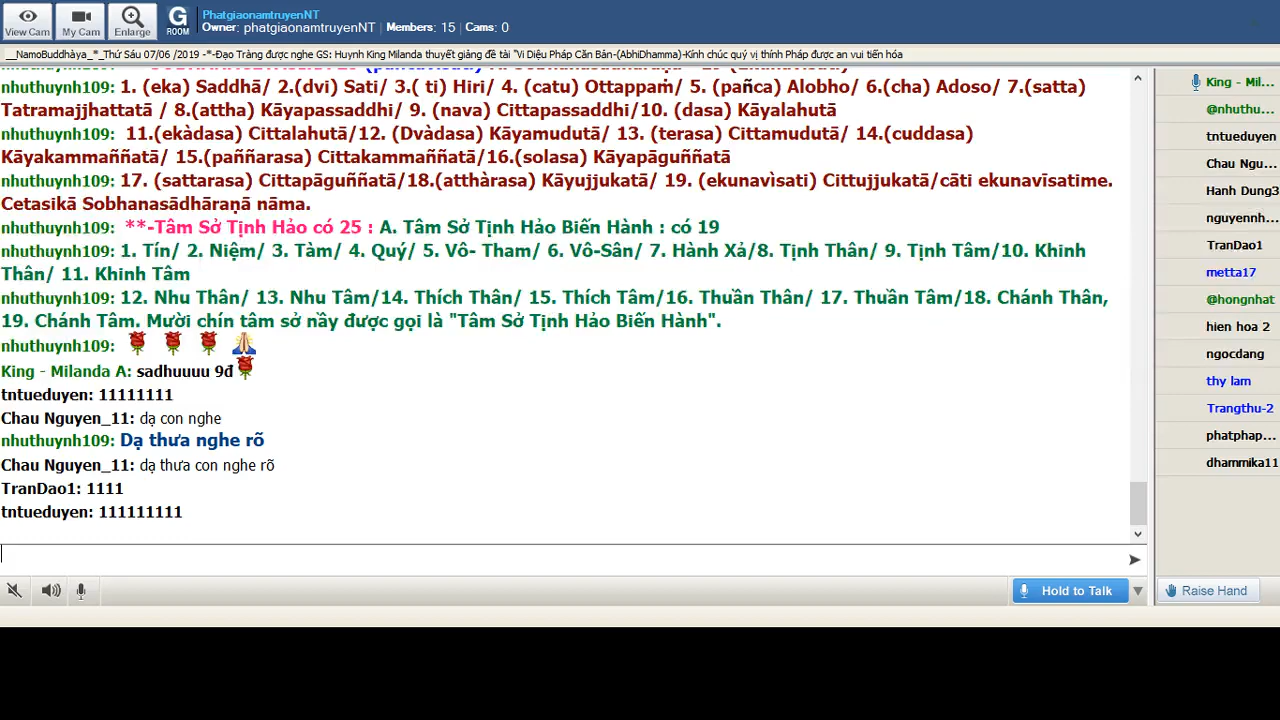 View Cam
My Cam
Enlarge
G
ROOM
PhatgiaonamtruyenNT
Owner: phatgiaonamtruyenNT | Members: 15 | Cams: 0
__NamoBuddhàya_*_Thứ Sáu 07/06 /2019 -*-Đạo Tràng được nghe GS: Huynh King Milanda thuyết giảng đề tài "Vi Diệu Pháp Căn Bản-(AbhiDhamma)-Kính chúc quý vị thính Pháp được an vui tiến hóa
nhuthuynh109: 1. (eka) Saddhā/ 2.(dvi) Sati/ 3.( ti) Hiri/ 4. (catu) Ottappaṁ/ 5. (pañca) Alobho/ 6.(cha) Adoso/ 7.(satta)
Tatramajjhattatā / 8.(attha) Kāyapassaddhi/ 9. (nava) Cittapassaddhi/10. (dasa) Kāyalahutā
nhuthuynh109: 11.(ekàdasa) Cittalahutā/12. (Dvàdasa) Kāyamudutā/ 13. (terasa) Cittamudutā/ 14.(cuddasa)
Kāyakammaññatā/ 15.(paññarasa) Cittakammaññatā/16.(solasa) Kāyapāguññatā
nhuthuynh109: 17. (sattarasa) Cittapāguññatā/18.(atthàrasa) Kāyujjukatā/ 19. (ekunavìsati) Cittujjukatā/cāti ekunavīsatime.
Cetasikā Sobhanasādhāraṇā nāma.
nhuthuynh109: **-Tâm Sở Tịnh Hảo có 25 : A. Tâm Sở Tịnh Hảo Biến Hành : có 19
nhuthuynh109: 1. Tín/ 2. Niệm/ 3. Tàm/ 4. Quý/ 5. Vô- Tham/ 6. Vô-Sân/ 7. Hành Xả/8. Tịnh Thân/ 9. Tịnh Tâm/10. Khinh
Thân/ 11. Khinh Tâm
nhuthuynh109: 12. Nhu Thân/ 13. Nhu Tâm/14. Thích Thân/ 15. Thích Tâm/16. Thuần Thân/ 17. Thuần Tâm/18. Chánh Thân,
19. Chánh Tâm. Mười chín tâm sở nầy được gọi là "Tâm Sở Tịnh Hảo Biến Hành".
nhuthuynh109:
King - Milanda A: sadhuuuu 9đ
tntueduyen: 11111111
Chau Nguyen_11: dạ con nghe
nhuthuynh109: Dạ thưa nghe rõ
Chau Nguyen_11: dạ thưa con nghe rõ
TranDao1: 1111
tntueduyen: 111111111
King - Mil...
@nhuthu...
tntueduyen
Chau Ngu...
Hanh Dung3
nguyennh...
TranDao1
metta17
@hongnhat
hien hoa 2
ngocdang
thy lam
Trangthu-2
phatphap...
dhammika11
Hold to Talk
Raise Hand